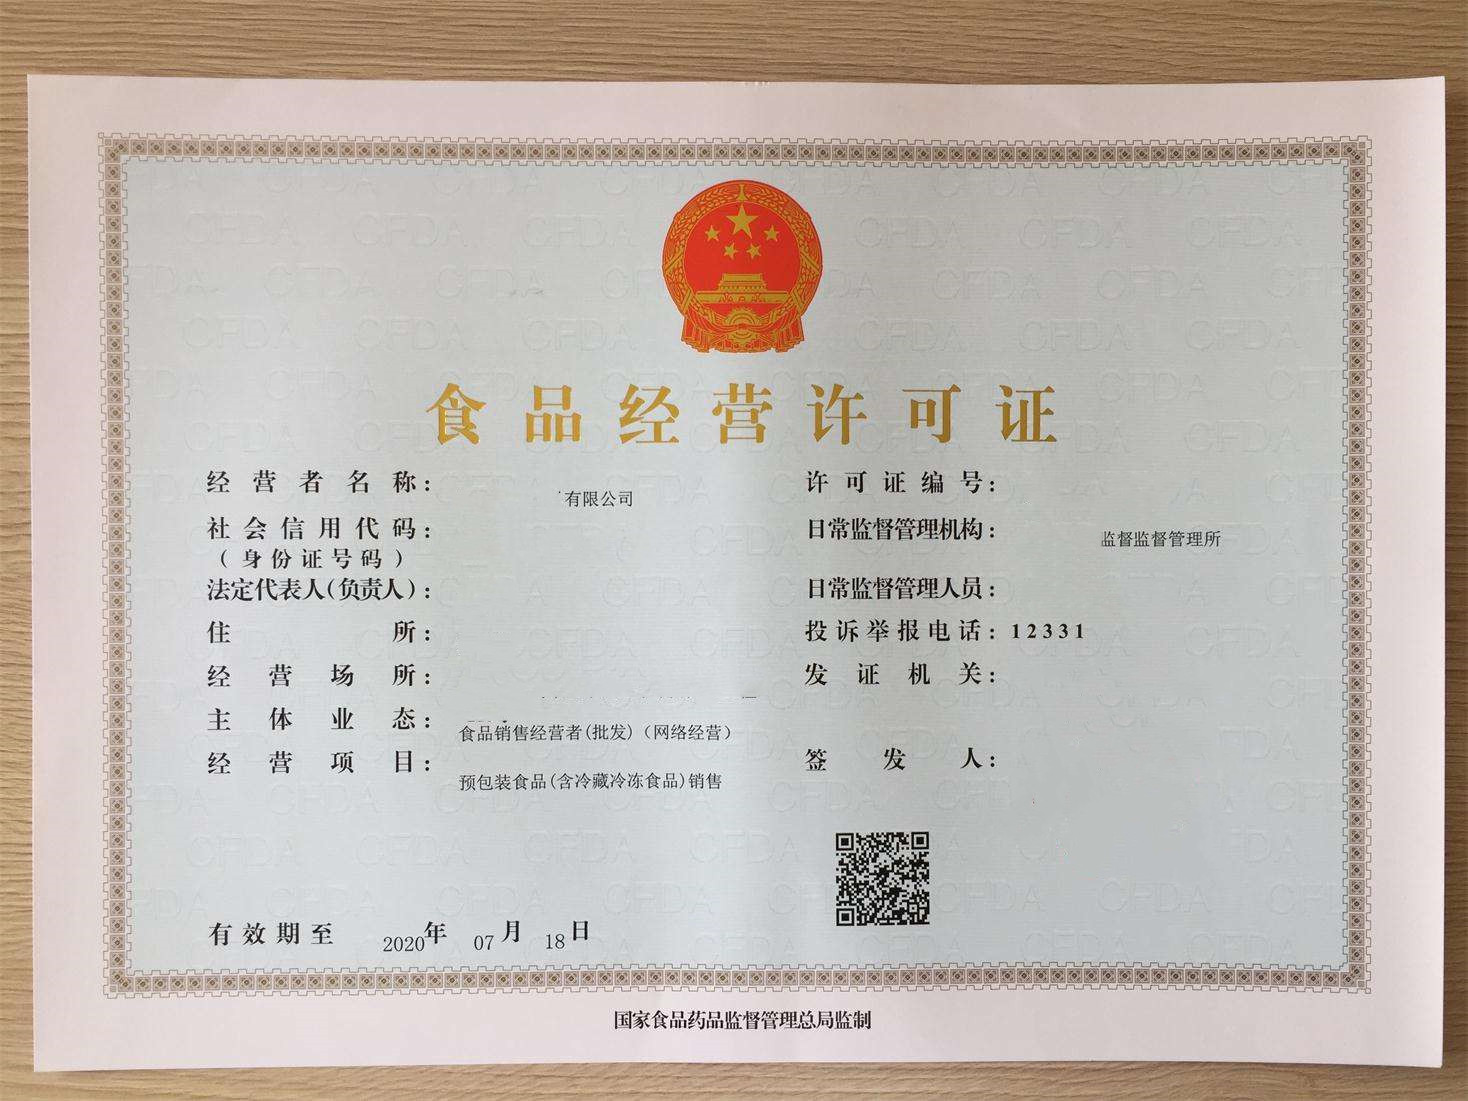 食品经营许可证
经营者名称：
有限公司
社会信用代码：
（身份证号码）
法定代表人（负责人）：
住所：
经营场所：
主体业态：
食品销售经营者(批发)（网络经营）
经营项目：
预包装食品(含冷藏冷冻食品)销售
许可证编号：
日常监督管理机构：
监督监督管理所
日常监督管理人员：
投诉举报电话：12331
发证机关：
签发人：
有效期至 2020年 07月 18日
国家食品药品监督管理总局监制
CFDA